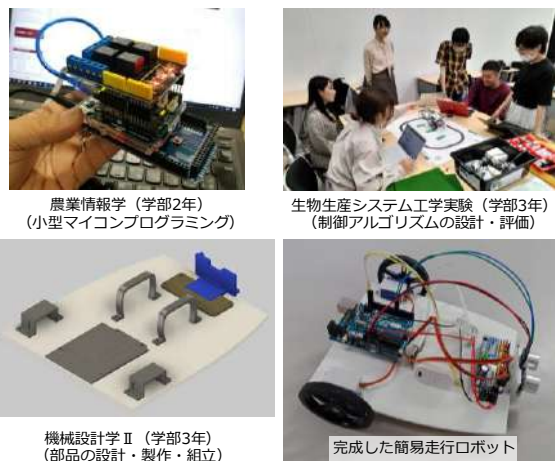 農業情報学（学部2年）
（小型マイコンプログラミング）
生物生産システム工学実験（学部3年）
（制御アルゴリズムの設計・評価）
機械設計学Ⅱ（学部3年）
（部品の設計・製作・組立）
完成した簡易走行ロボット